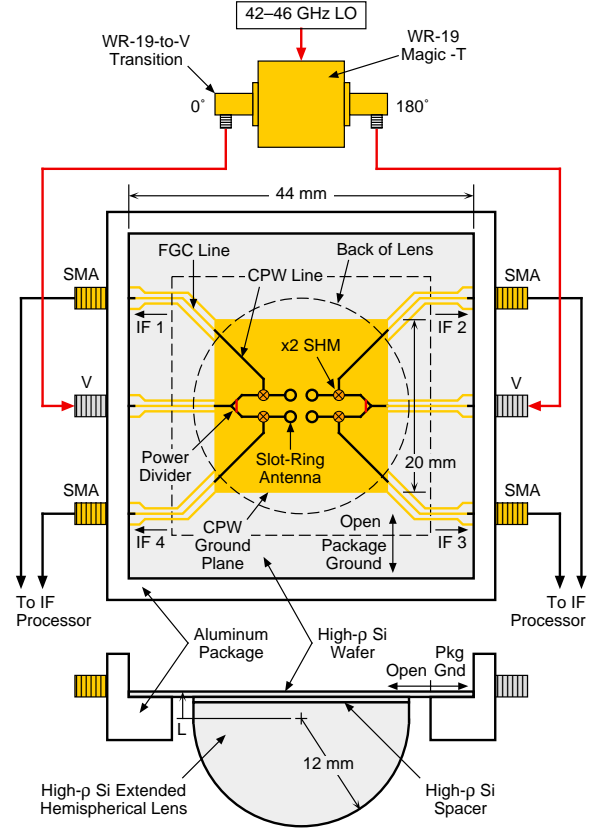 42–46 GHz LO
WR-19-to-V
Transition
WR-19
Magic -T
0˚
180˚
44 mm
FGC Line
Back of Lens
SMA
CPW Line
SMA
IF 1
IF 2
x2 SHM
V
V
Power
Divider
Slot-Ring
Antenna
20 mm
SMA
SMA
CPW
Ground
Plane
Open
Package
Ground
IF 4
IF 3
To IF
Processor
To IF
Processor
Aluminum
Package
High-ρ Si
Wafer
Pkg
Open Gnd
L
12 mm
High-ρ Si Extended
Hemispherical Lens
High-ρ Si
Spacer